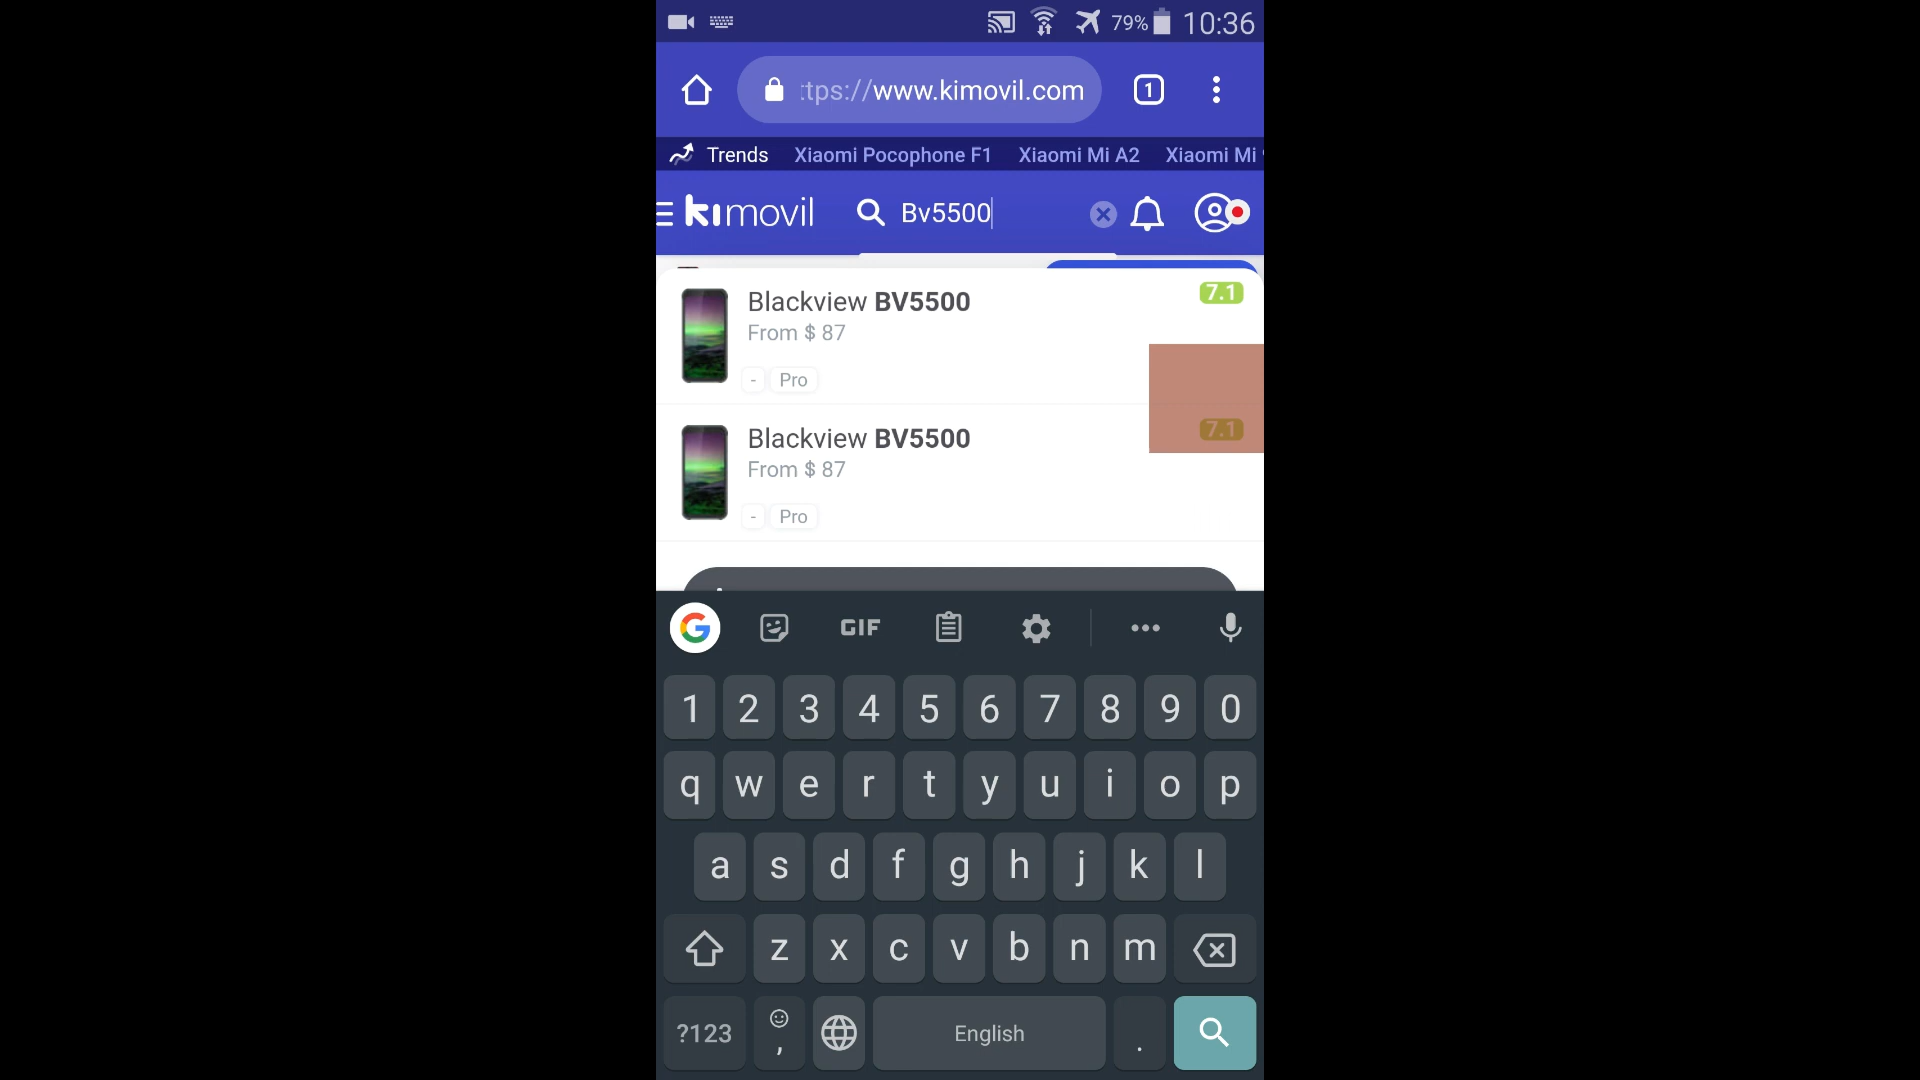 79% 10:36
ttps://www.kimovil.com 1
Trends Xiaomi Pocophone F1 Xiaomi Mi A2 Xiaomi Mi
kimovil Bv5500
Blackview BV5500 7.1
From $ 87
- Pro
Blackview BV5500 7.1
From $ 87
- Pro
G GIF
1 2 3 4 5 6 7 8 9 0
q w e r t y u i o p
a s d f g h j k l
z x c v b n m
?123 , English .